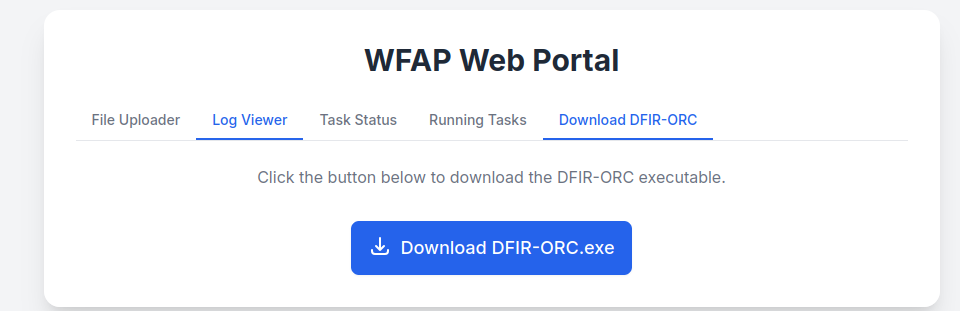 WFAP Web Portal
File Uploader Log Viewer Task Status Running Tasks Download DFIR-ORC
Click the button below to download the DFIR-ORC executable.
Download DFIR-ORC.exe